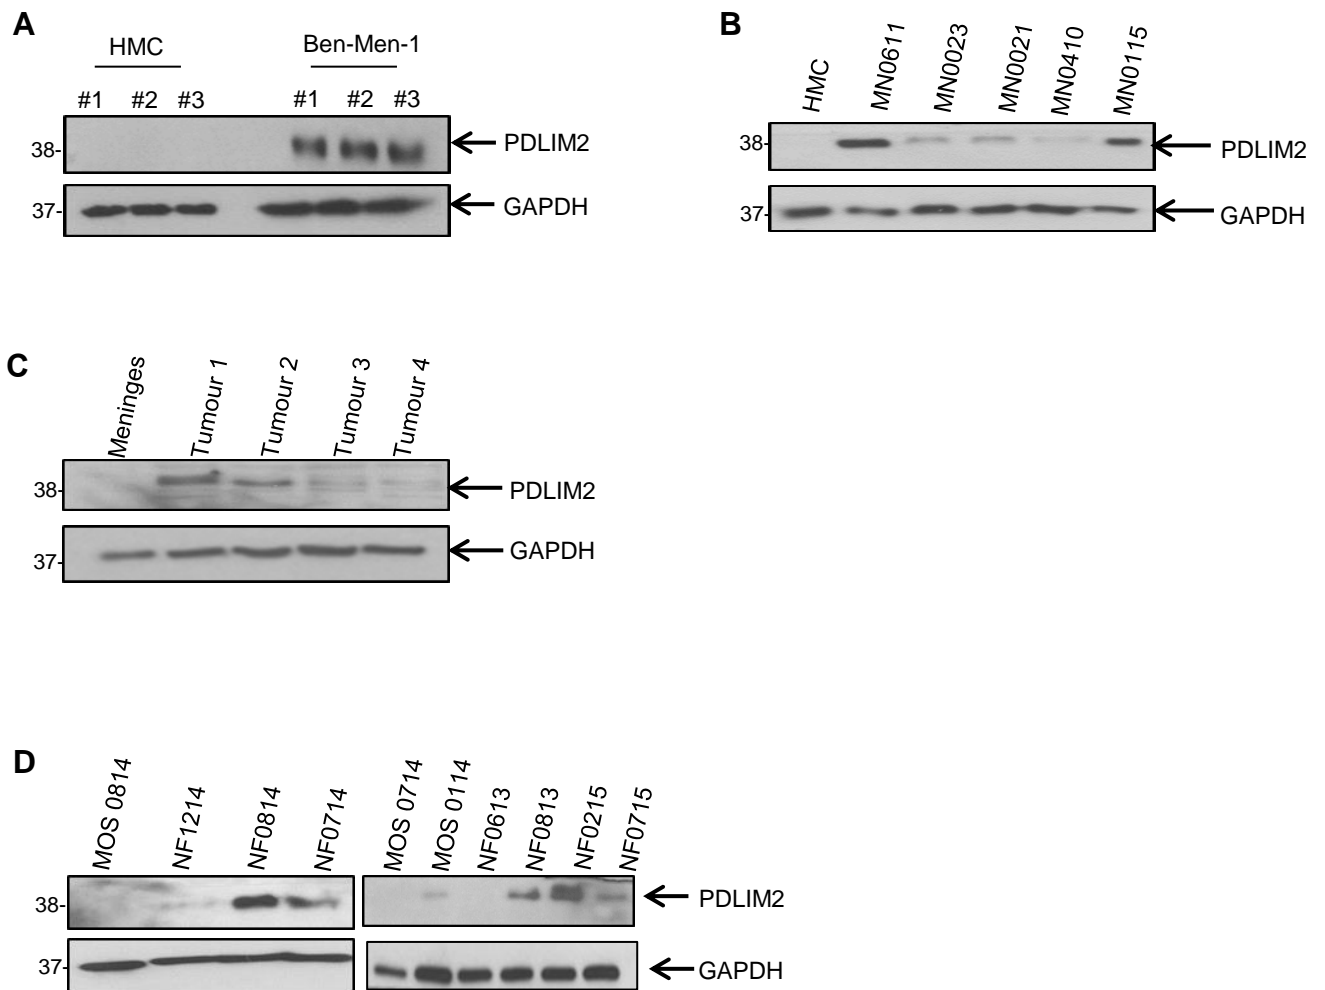 A
HMC
Ben-Men-1
#1 #2 #3 #1 #2 #3
38-
PDLIM2
37-
GAPDH
B
HMC MN0611 MN0023 MN0021 MN0410 MN0115
38-
PDLIM2
37-
GAPDH
C
Meninges Tumour 1 Tumour 2 Tumour 3 Tumour 4
38-
PDLIM2
37-
GAPDH
D
MOS 0814 NF1214 NF0814 NF0714 MOS 0714 MOS 0114 NF0613 NF0813 NF0215 NF0715
38-
PDLIM2
37-
GAPDH